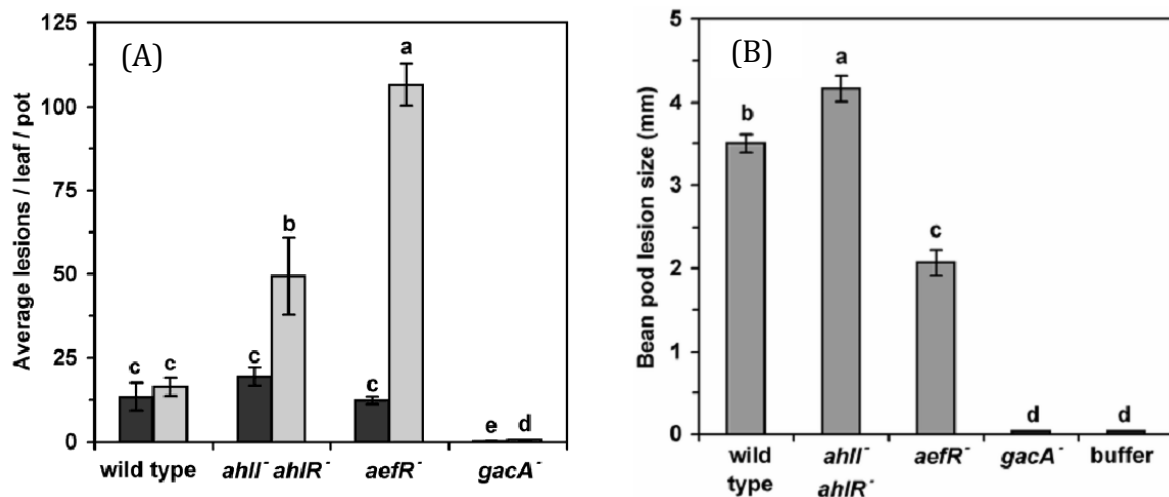 (A)
Average lesions / leaf / pot
125
100
75
50
25
0
c c c b c a e d
wild type ahlI⁻ ahlR⁻ aefR⁻ gacA⁻
(B)
Bean pod lesion size (mm)
5
4
3
2
1
0
b a c d d
wild ahlI⁻ aefR⁻ gacA⁻ buffer
type ahlR⁻